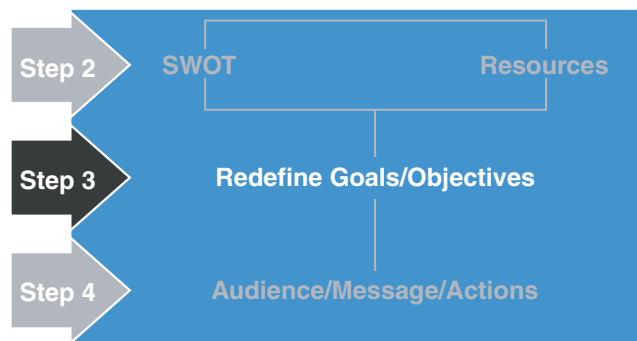 Step 2
SWOT
Resources
Step 3
Redefine Goals/Objectives
Step 4
Audience/Message/Actions